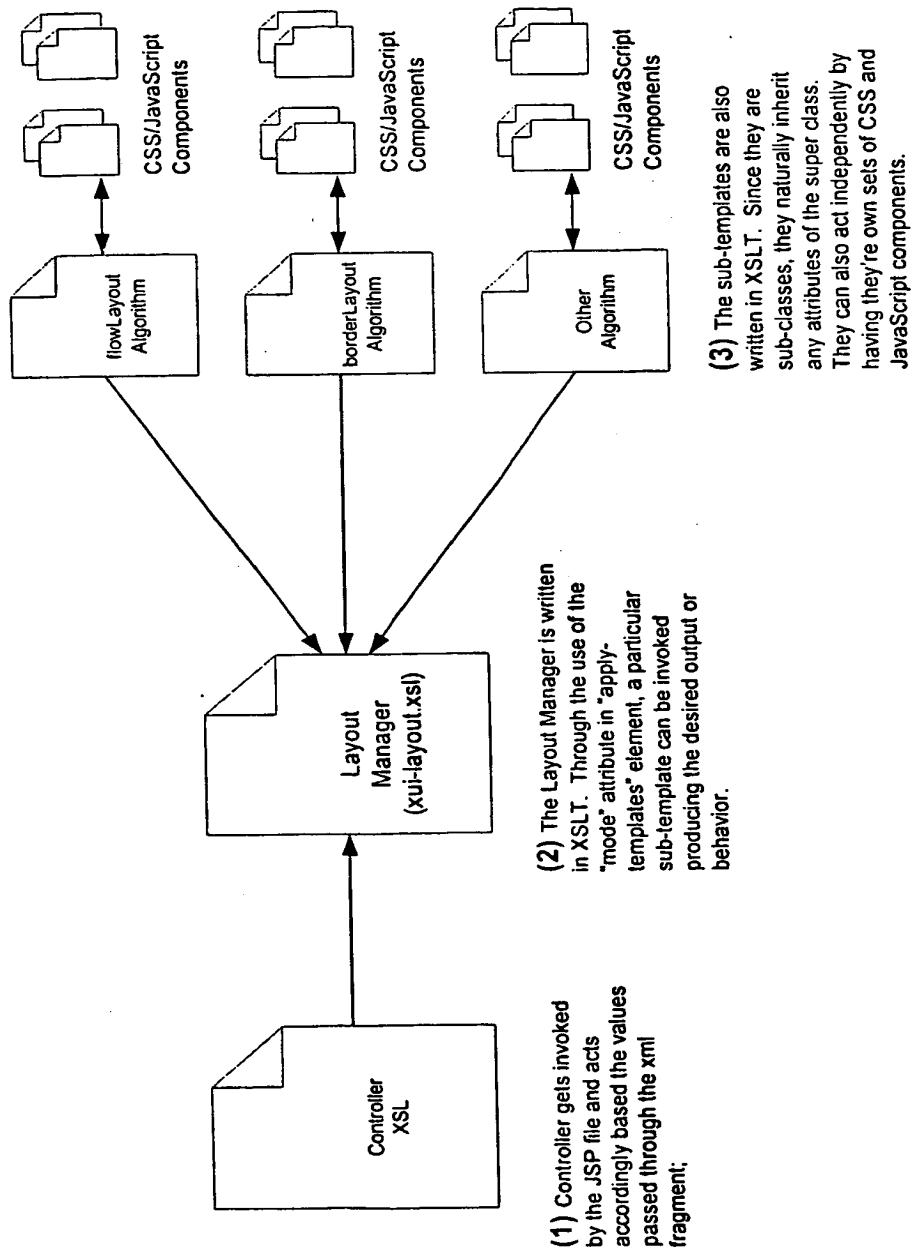 Controller
XSL
(1) Controller gets invoked
by the JSP file and acts
accordingly based the values
passed through the xml
fragment;
Layout
Manager
(xui-layout.xsl)
(2) The Layout Manager is written
in XSLT. Through the use of the
"mode" attribute in "apply-
templates" element, a particular
sub-template can be invoked
producing the desired output or
behavior.
flowLayout
Algorithm
CSS/JavaScript
Components
borderLayout
Algorithm
CSS/JavaScript
Components
Other
Algorithm
CSS/JavaScript
Components
(3) The sub-templates are also
written in XSLT. Since they are
sub-classes, they naturally inherit
any attributes of the super class.
They can also act independently by
having they're own sets of CSS and
JavaScript components.